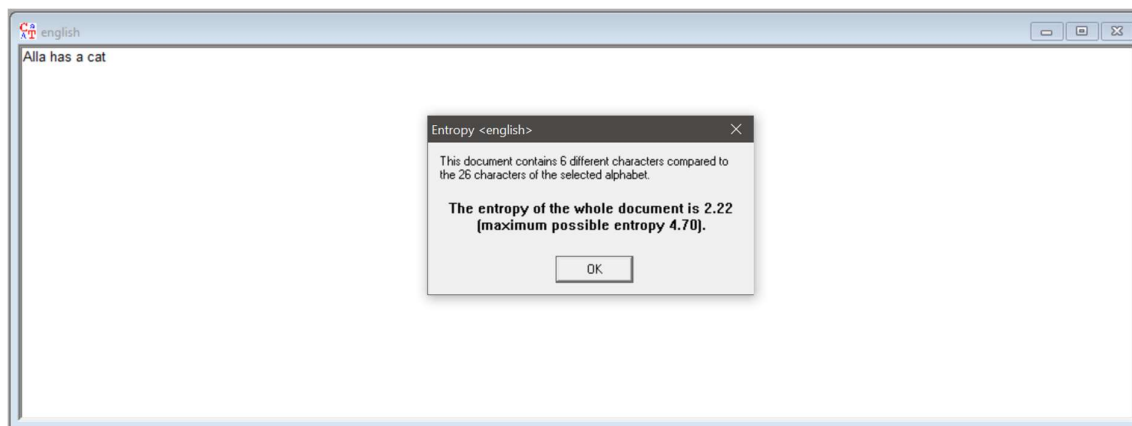 english
Alla has a cat
Entropy <english>
This document contains 6 different characters compared to
the 26 characters of the selected alphabet.
The entropy of the whole document is 2.22
(maximum possible entropy 4.70).
OK